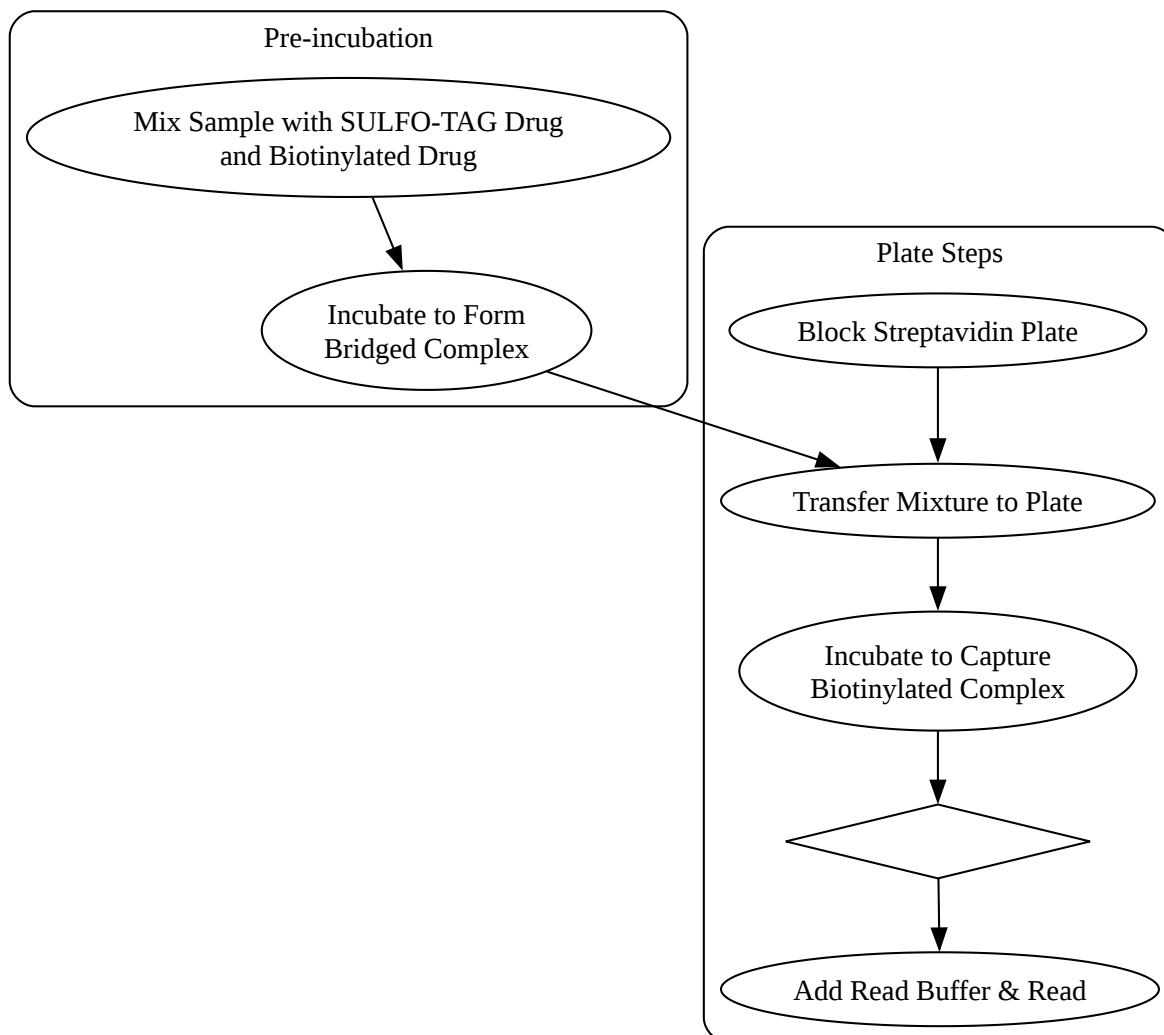 Pre-incubation
Mix Sample with SULFO-TAG Drug
and Biotinylated Drug
Incubate to Form
Bridged Complex
Plate Steps
Block Streptavidin Plate
Transfer Mixture to Plate
Incubate to Capture
Biotinylated Complex
Add Read Buffer & Read